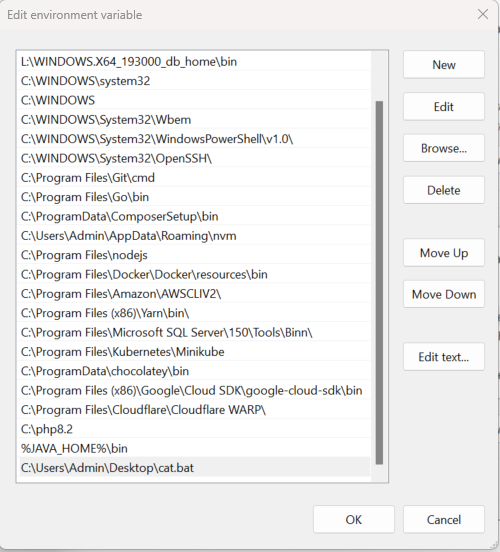 Edit environment variable
L:\WINDOWS.X64_193000_db_home\bin
C:\WINDOWS\system32
C:\WINDOWS
C:\WINDOWS\System32\Wbem
C:\WINDOWS\System32\WindowsPowerShell\v1.0\
C:\WINDOWS\System32\OpenSSH\
C:\Program Files\Git\cmd
C:\Program Files\Go\bin
C:\ProgramData\ComposerSetup\bin
C:\Users\Admin\AppData\Roaming\nvm
C:\Program Files\nodejs
C:\Program Files\Docker\Docker\resources\bin
C:\Program Files\Amazon\AWSCLIV2\
C:\Program Files (x86)\Yarn\bin\
C:\Program Files\Microsoft SQL Server\150\Tools\Binn\
C:\Program Files\Kubernetes\Minikube
C:\ProgramData\chocolatey\bin
C:\Program Files (x86)\Google\Cloud SDK\google-cloud-sdk\bin
C:\Program Files\Cloudflare\Cloudflare WARP\
C:\php8.2
%JAVA_HOME%\bin
C:\Users\Admin\Desktop\cat.bat
New
Edit
Browse...
Delete
Move Up
Move Down
Edit text...
OK
Cancel